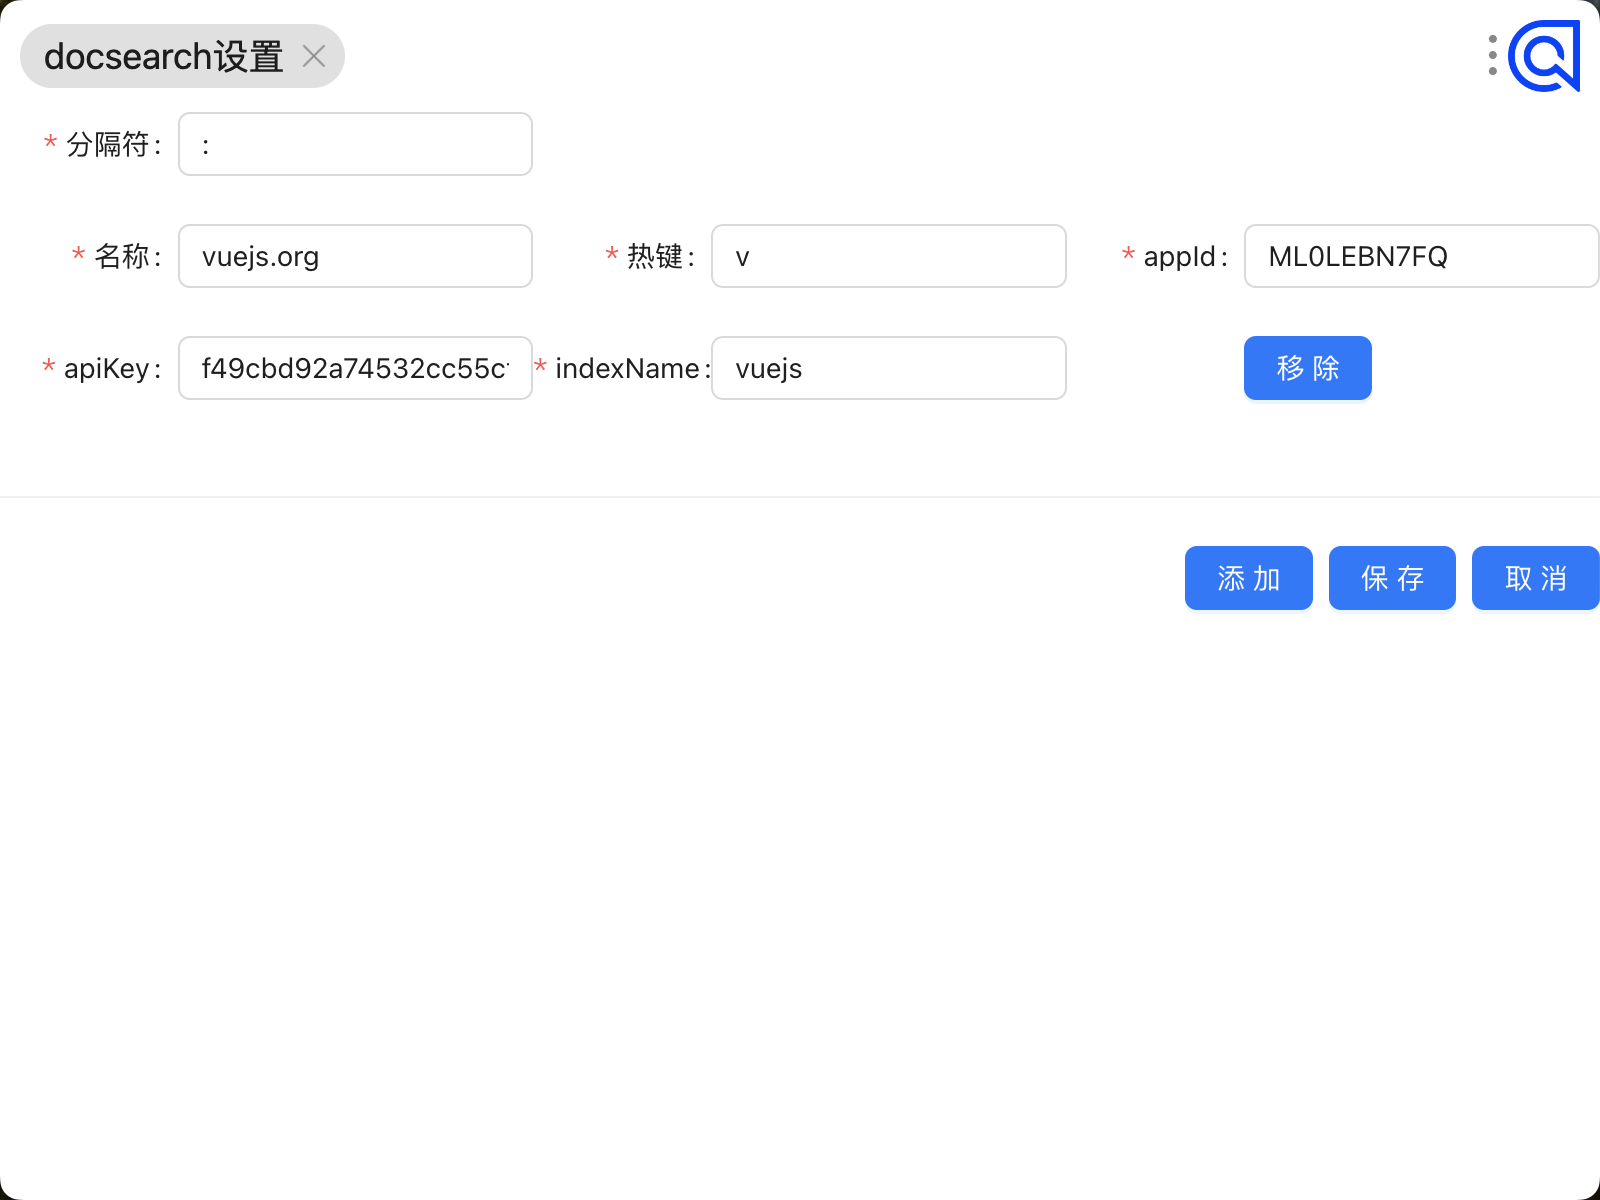 docsearch设置
* 分隔符: :
* 名称: vuejs.org * 热键: v * appId: ML0LEBN7FQ
* apiKey: f49cbd92a74532cc55c * indexName: vuejs 移除
添加 保存 取消